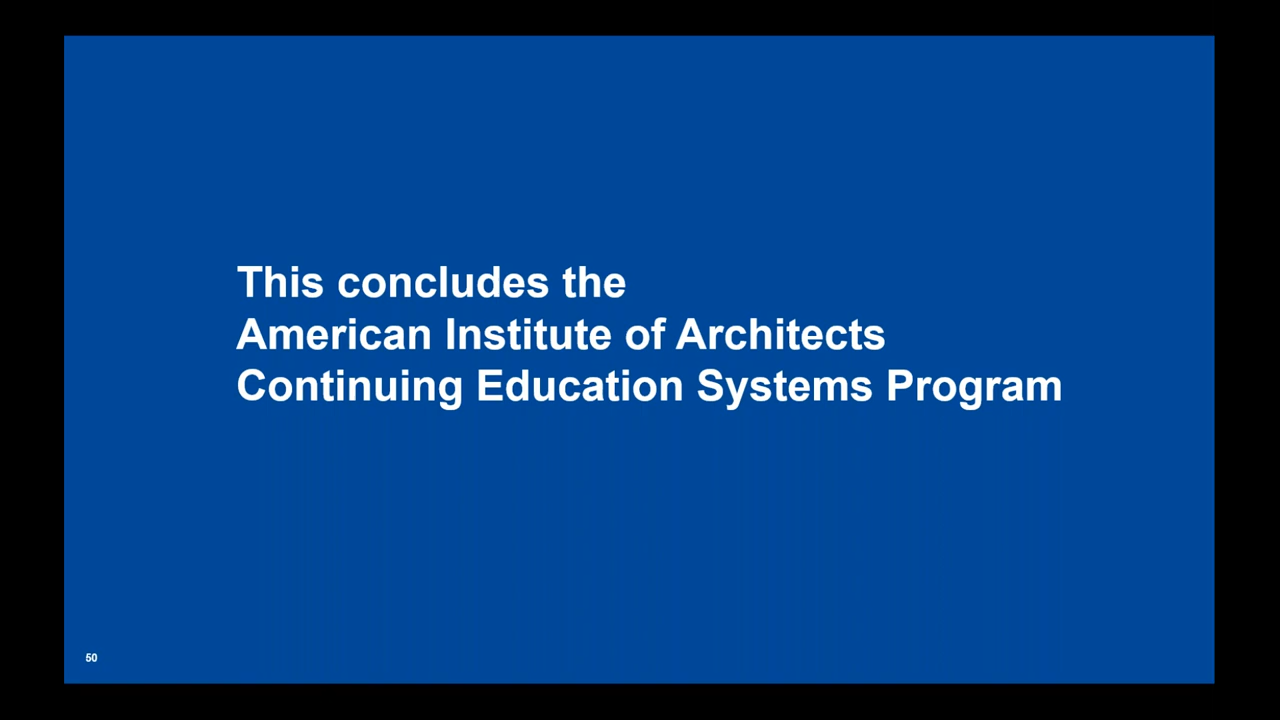 This concludes the
American Institute of Architects
Continuing Education Systems Program
50